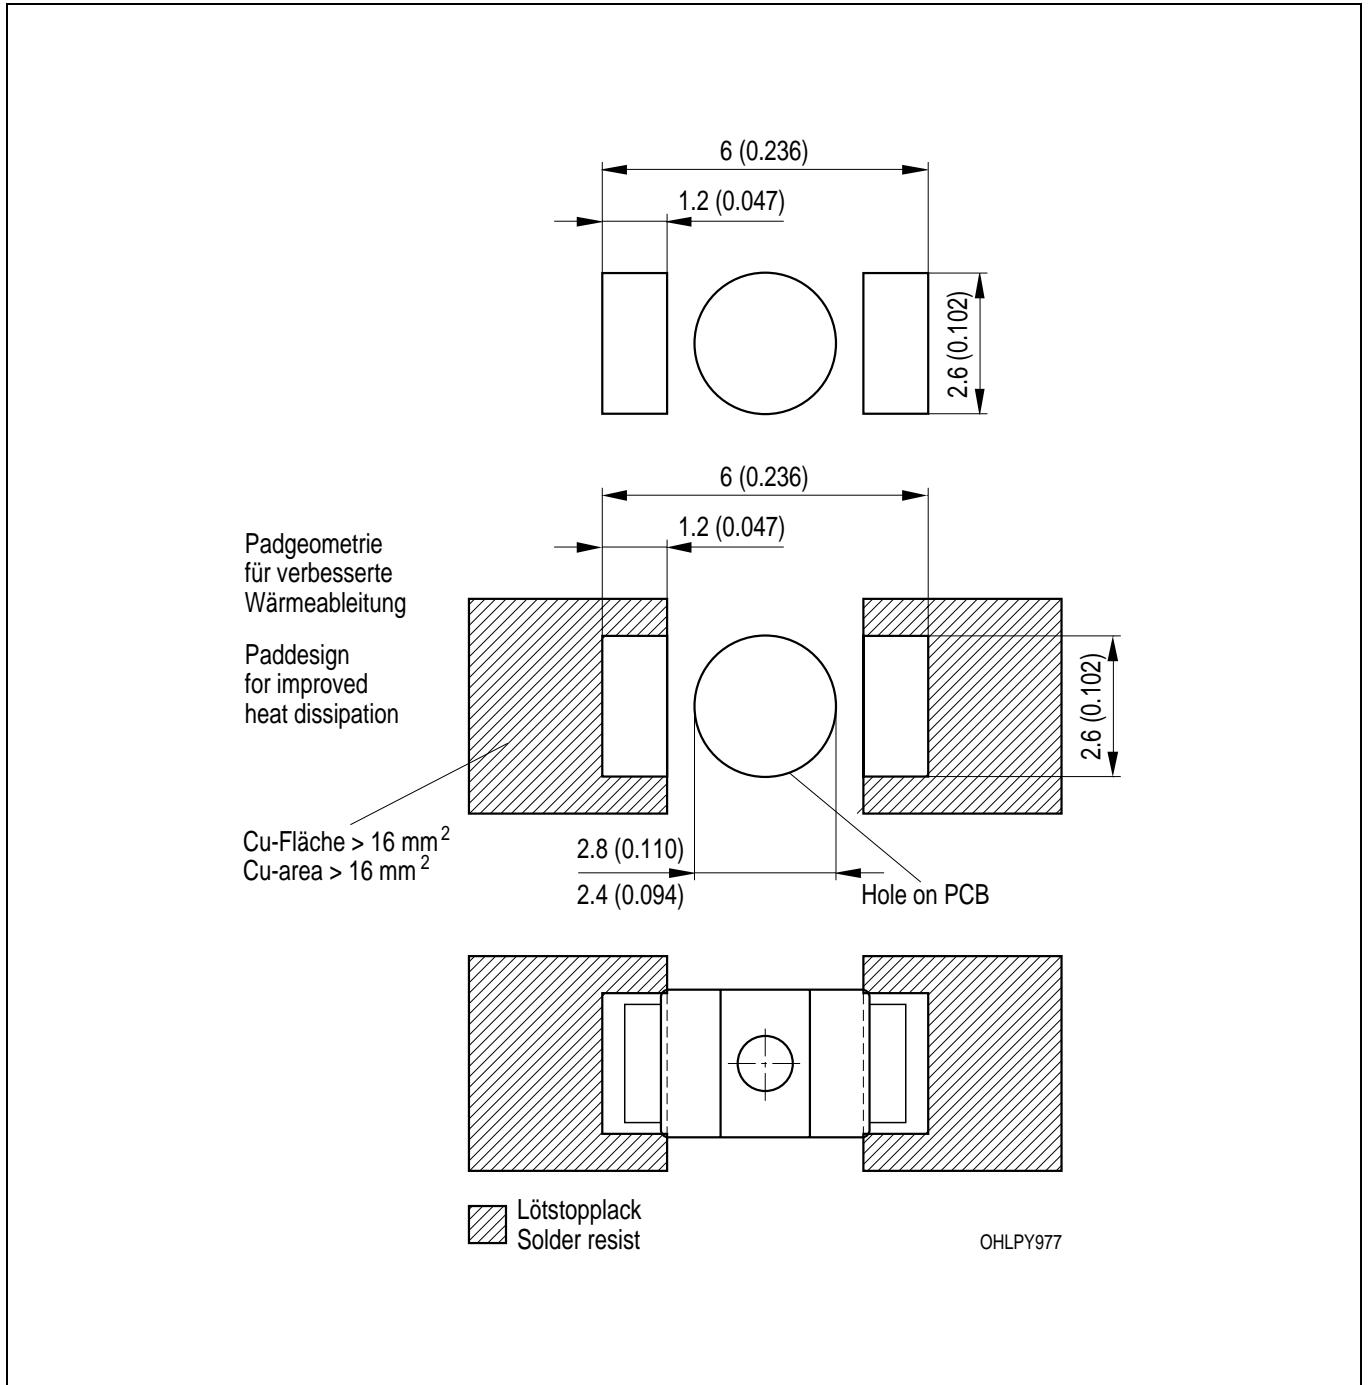 6 (0.236)
1.2 (0.047)
2.6 (0.102)
6 (0.236)
1.2 (0.047)
Padgeometrie
für verbesserte
Wärmeableitung
Paddesign
for improved
heat dissipation
2.6 (0.102)
Cu-Fläche > 16 mm²
Cu-area > 16 mm²
2.8 (0.110)
2.4 (0.094)
Hole on PCB
Lötstopplack
Solder resist
OHLPY977